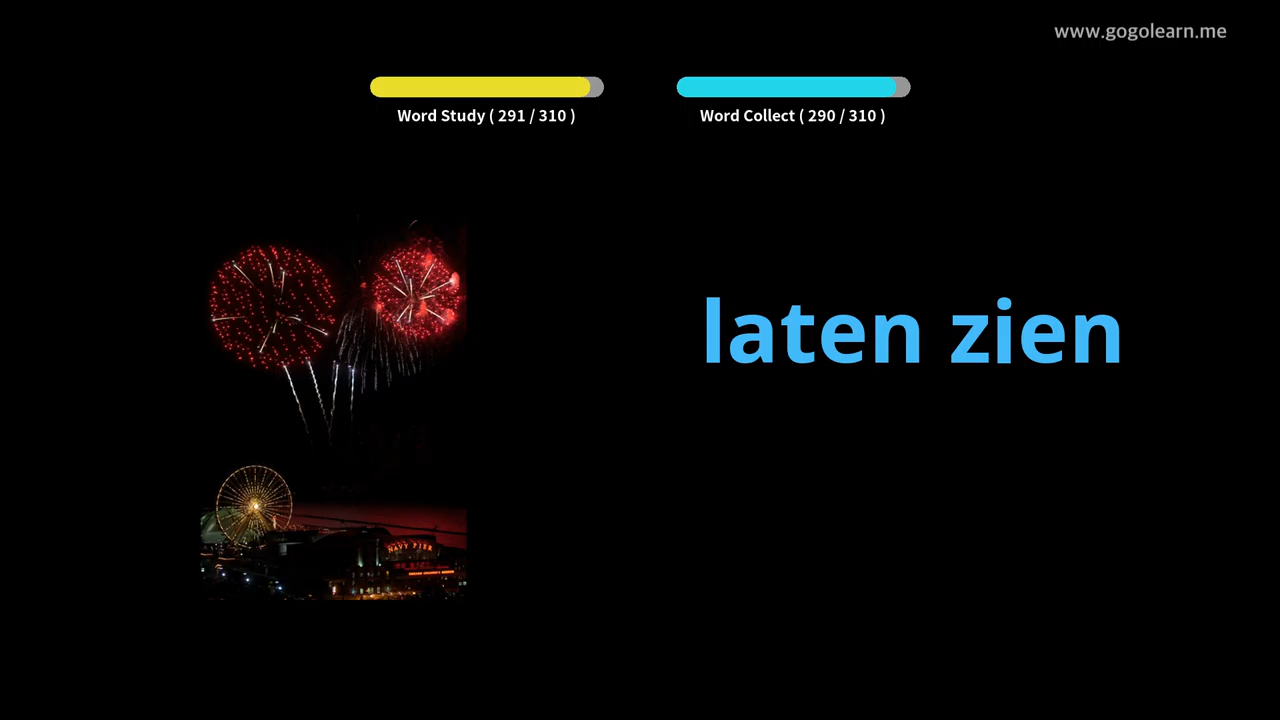 www.gogolearn.me
Word Study ( 291 / 310 )
Word Collect ( 290 / 310 )
laten zien
NAVY PIER